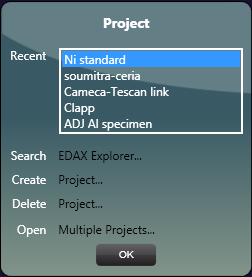 Project
Recent
Ni standard
soumitra-ceria
Cameca-Tescan link
Clapp
ADJ Al specimen
Search EDAX Explorer...
Create Project...
Delete Project...
Open Multiple Projects...
OK